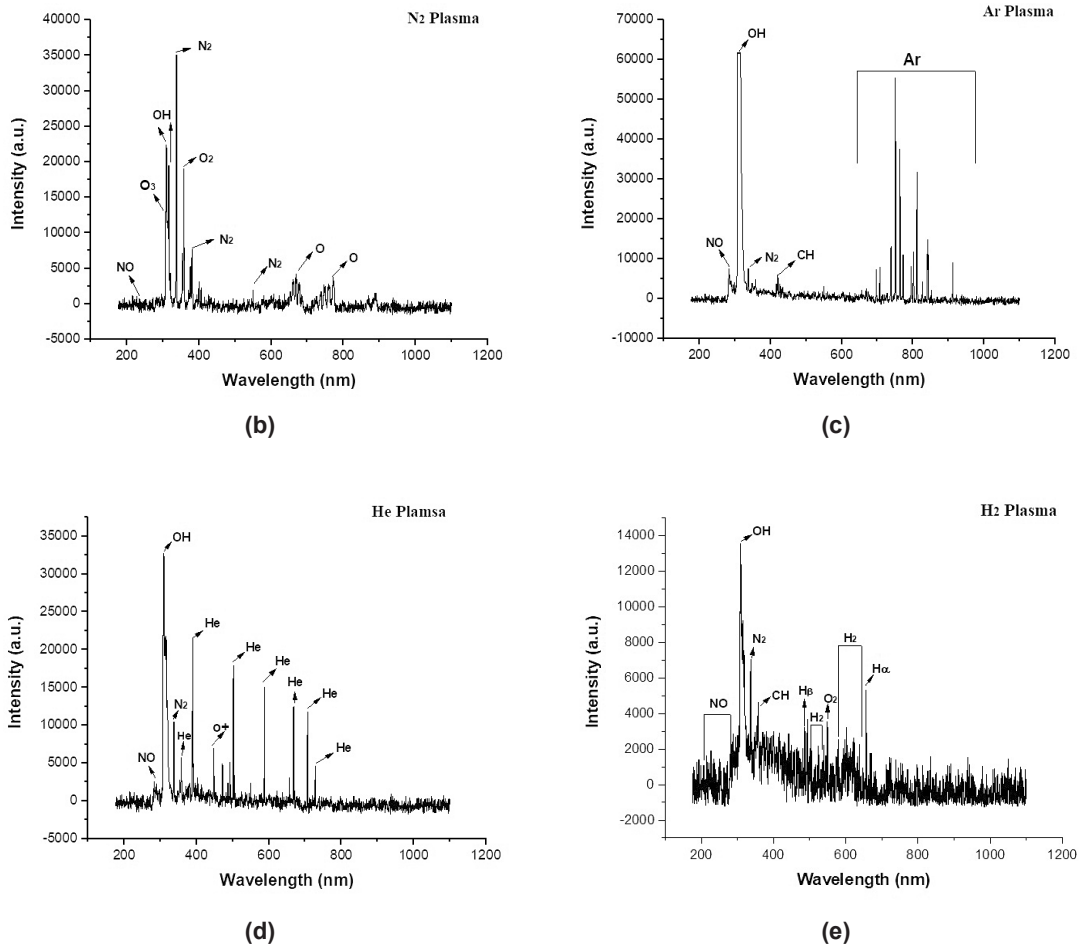 N2 Plasma
40000
35000
30000
25000
20000
15000
10000
5000
0
-5000
Intensity (a.u.)
N2
OH
O2
O3
N2
NO
N2
O
O
200 400 600 800 1000 1200
Wavelength (nm)
(b)
Ar Plasma
70000
60000
50000
40000
30000
20000
10000
0
-10000
Intensity (a.u.)
OH
Ar
NO
N2
CH
200 400 600 800 1000 1200
Wavelength (nm)
(c)
He Plamsa
35000
30000
25000
20000
15000
10000
5000
0
-5000
Intensity (a.u.)
OH
He
He
He
He
He
N2
He
O+
He
NO
200 400 600 800 1000 1200
Wavelength (nm)
(d)
H2 Plasma
14000
12000
10000
8000
6000
4000
2000
0
-2000
Intensity (a.u.)
OH
N2
H2
Hα
CH
Hβ
O2
NO
H2
200 400 600 800 1000 1200
Wavelength (nm)
(e)